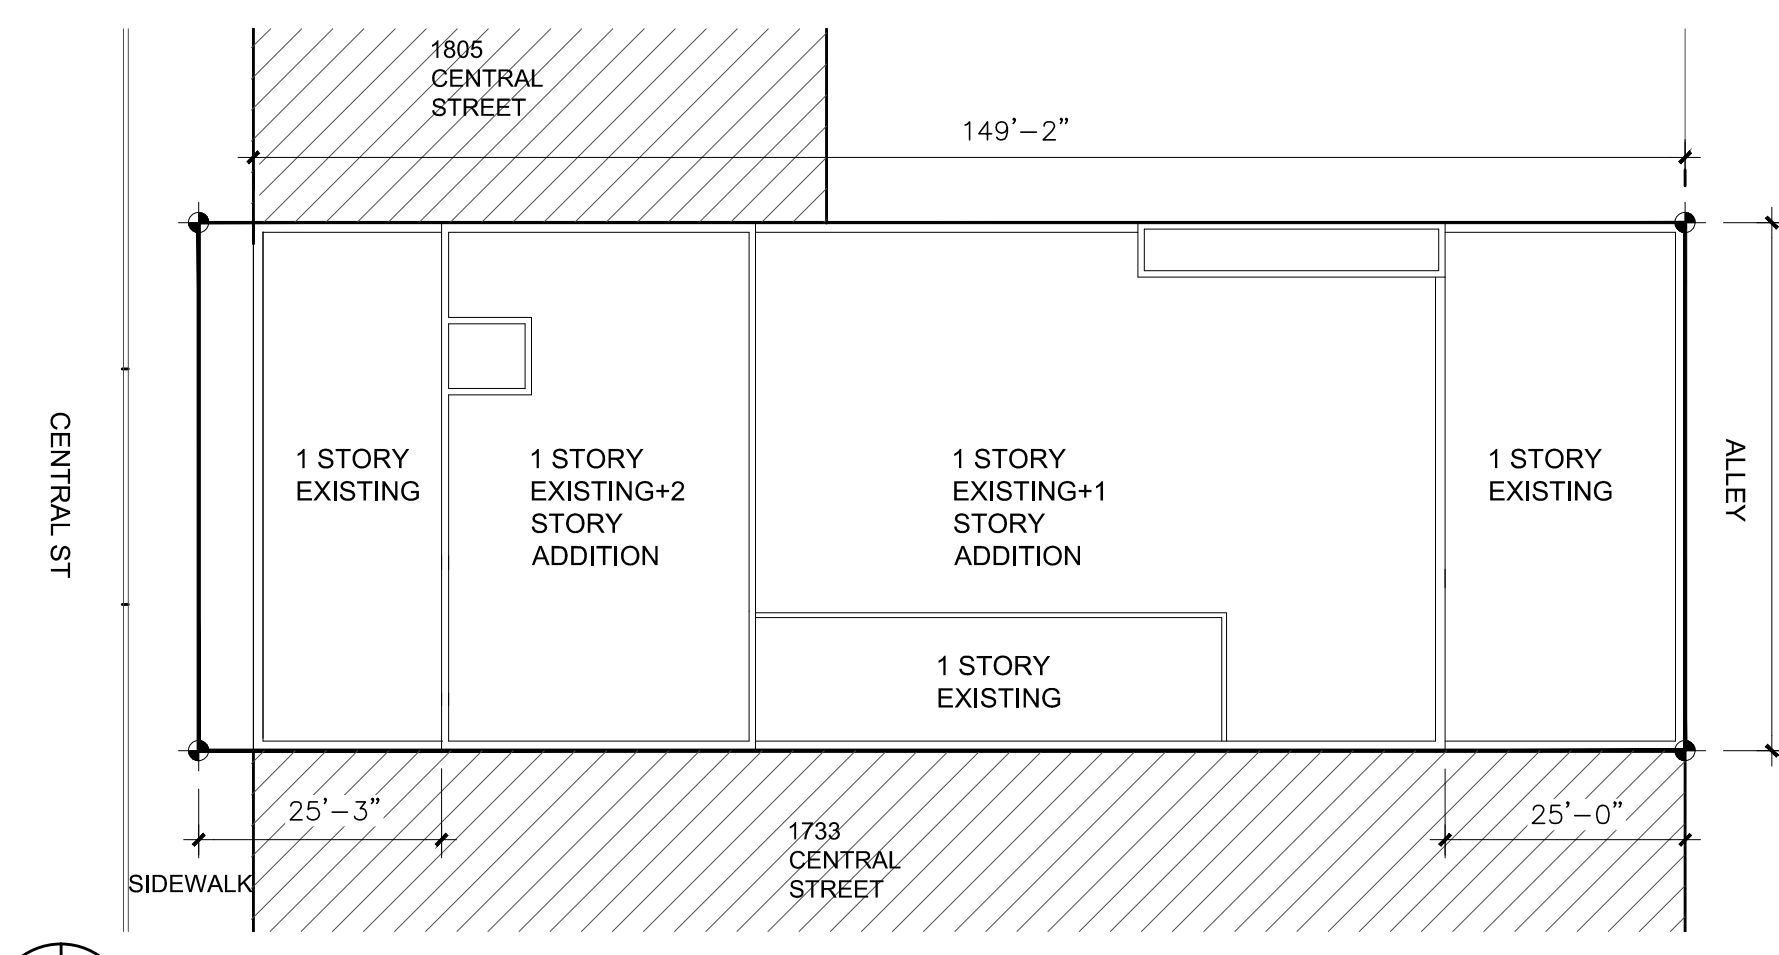 1805
CENTRAL
STREET
149’–2”
CENTRAL ST
1 STORY
EXISTING
1 STORY
EXISTING+2
STORY
ADDITION
1 STORY
EXISTING+1
STORY
ADDITION
1 STORY
EXISTING
ALLEY
1 STORY
EXISTING
25’–3”
1733
CENTRAL
STREET
25’–0”
SIDEWALK